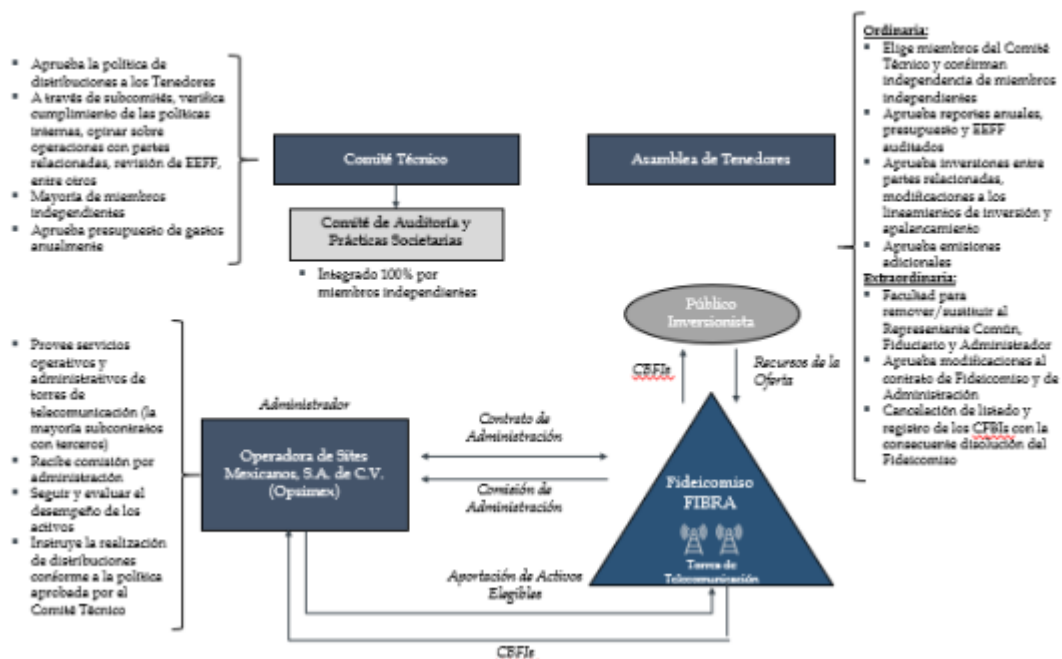 ▪ Aprueba la política de
distribuciones a los Tenedores
▪ A través de subcomités, verifica
cumplimiento de las políticas
internas, opinar sobre
operaciones con partes
relacionadas, revisión de EEFF,
entre otros
▪ Mayoría de miembros
independientes
▪ Aprueba presupuesto de gastos
anualmente
Comité Técnico
Comité de Auditoría y
Prácticas Societarias
▪ Integrado 100% por
miembros independientes
Asamblea de Tenedores
Ordinaria:
▪ Elige miembros del Comité
Técnico y confirman
independencia de miembros
independientes
▪ Aprueba reportes anuales,
presupuesto y EEFF
auditados
▪ Aprueba inversiones entre
partes relacionadas,
modificaciones a los
lineamientos de inversión y
apalancamiento
▪ Aprueba emisiones
adicionales
Extraordinaria:
▪ Facultad para
remover/sustituir al
Representante Común,
Fiduciario y Administrador
▪ Aprueba modificaciones al
contrato de Fideicomiso y de
Administración
▪ Cancelación de listado y
registro de los CFBIs con la
consecuente disolución del
Fideicomiso
Público
Inversionista
CBFIs
Recursos de la
Oferta
▪ Provee servicios
operativos y
administrativos de
torres de
telecomunicación (la
mayoría subcontratos
con terceros)
▪ Recibe comisión por
administración
▪ Seguir y evaluar el
desempeño de los
activos
▪ Instruye la realización
de distribuciones
conforme a la política
aprobada por el
Comité Técnico
Administrador
Operadora de Sites
Mexicanos, S.A. de C.V.
(Opsimex)
Contrato de
Administración
Comisión de
Administración
Fideicomiso
FIBRA
Torres de
Telecomunicación
Aportación de Activos
Elegibles
CBFIs